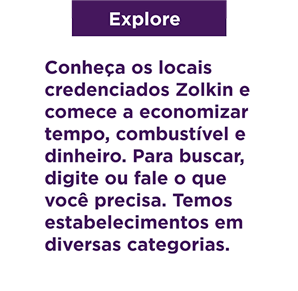 Explore
Conheça os locais
credenciados Zolkin e
comece a economizar
tempo, combustível e
dinheiro. Para buscar,
digite ou fale o que
você precisa. Temos
estabelecimentos em
diversas categorias.